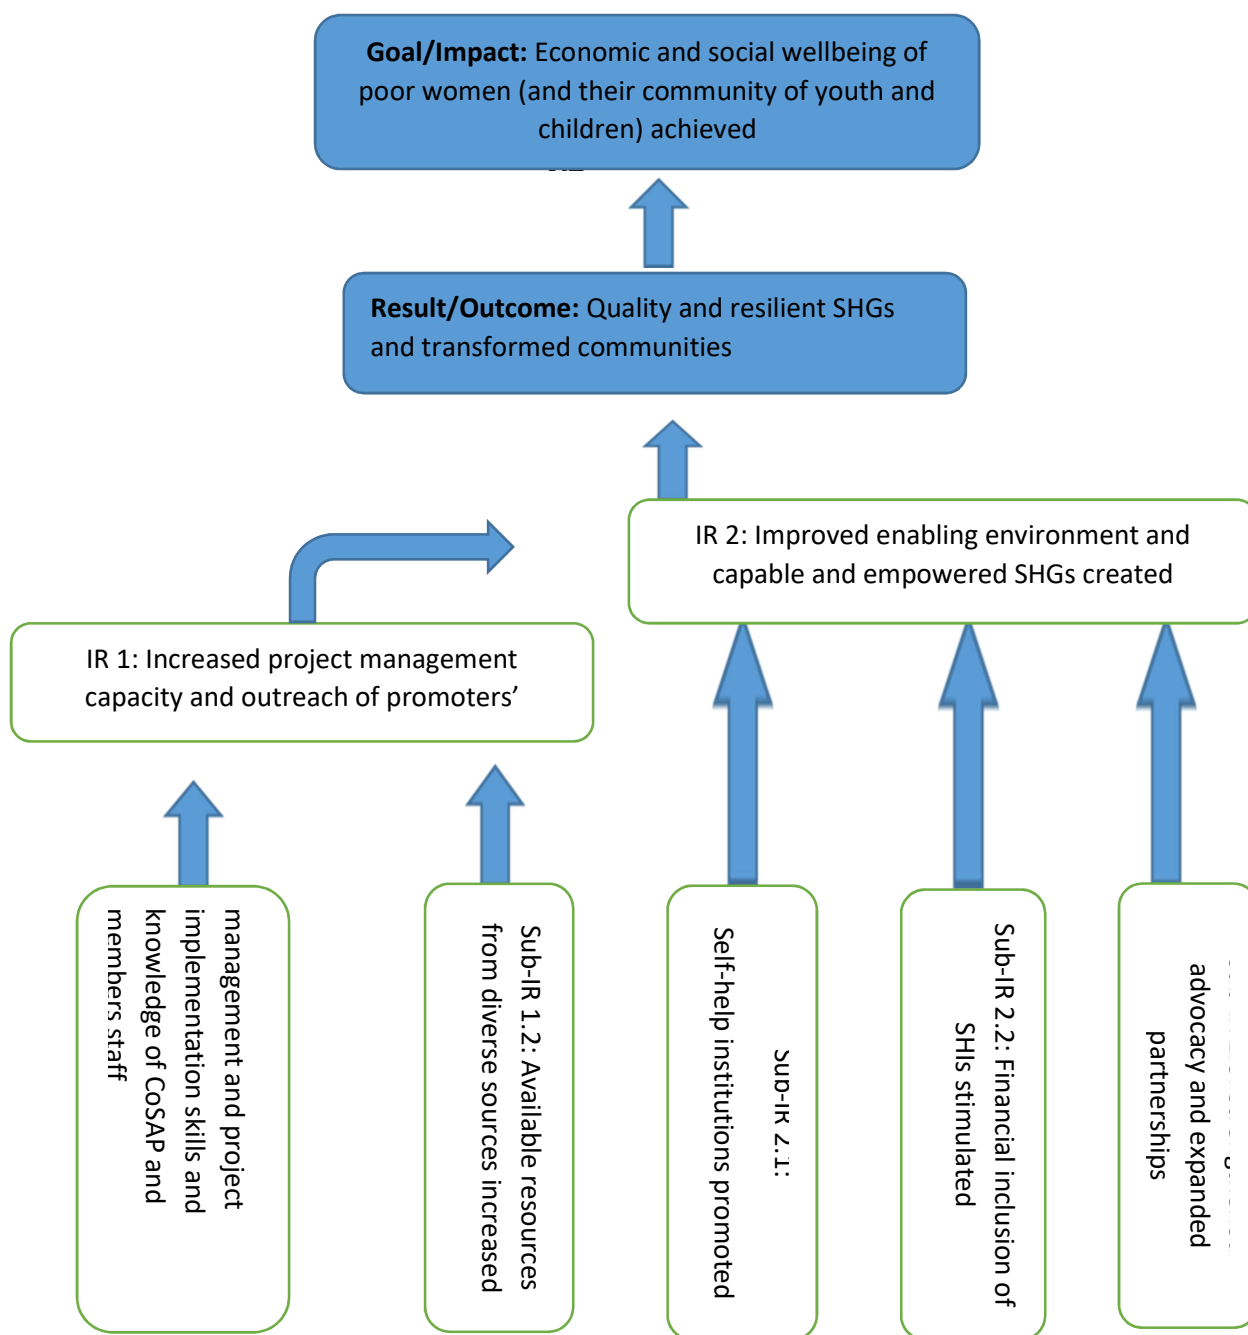 Goal/Impact: Economic and social wellbeing of
poor women (and their community of youth and
children) achieved
Result/Outcome: Quality and resilient SHGs
and transformed communities
IR 2: Improved enabling environment and
capable and empowered SHGs created
IR 1: Increased project management
capacity and outreach of promoters’
management and project
implementation skills and
knowledge of CoSAP and
members staff
Sub-IR 1.2: Available resources
from diverse sources increased
Sub-IR 2.1:
Self-help institutions promoted
Sub-IR 2.2: Financial inclusion of
SHIs stimulated
advocacy and expanded
partnerships